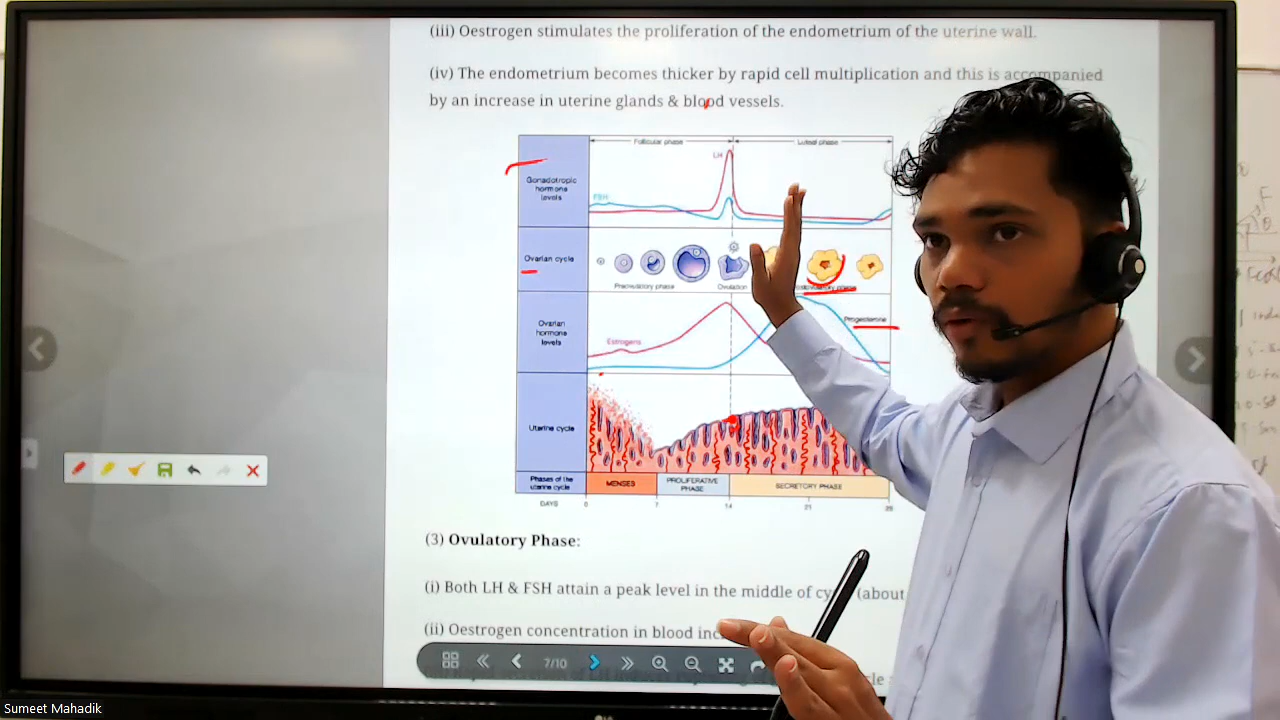 (iii) Oestrogen stimulates the proliferation of the endometrium of the uterine wall.
(iv) The endometrium becomes thicker by rapid cell multiplication and this is accompanied
by an increase in uterine glands & blood vessels.
Follicular phase
Luteal phase
LH
Gonadotropic
hormone
levels
FSH
Ovarian cycle
Preovulatory phase
Ovulation
phase
Ovarian
hormone
levels
Estrogens
Progesterone
Uterine cycle
Phases of the
uterine cycle
MENSES
PROLIFERATIVE
PHASE
SECRETORY PHASE
DAYS
7
14
21
28
(3) Ovulatory Phase:
(i) Both LH & FSH attain a peak level in the middle of cy (about
(ii) Oestrogen concentration in blood inc
7/10
Sumeet Mahadik